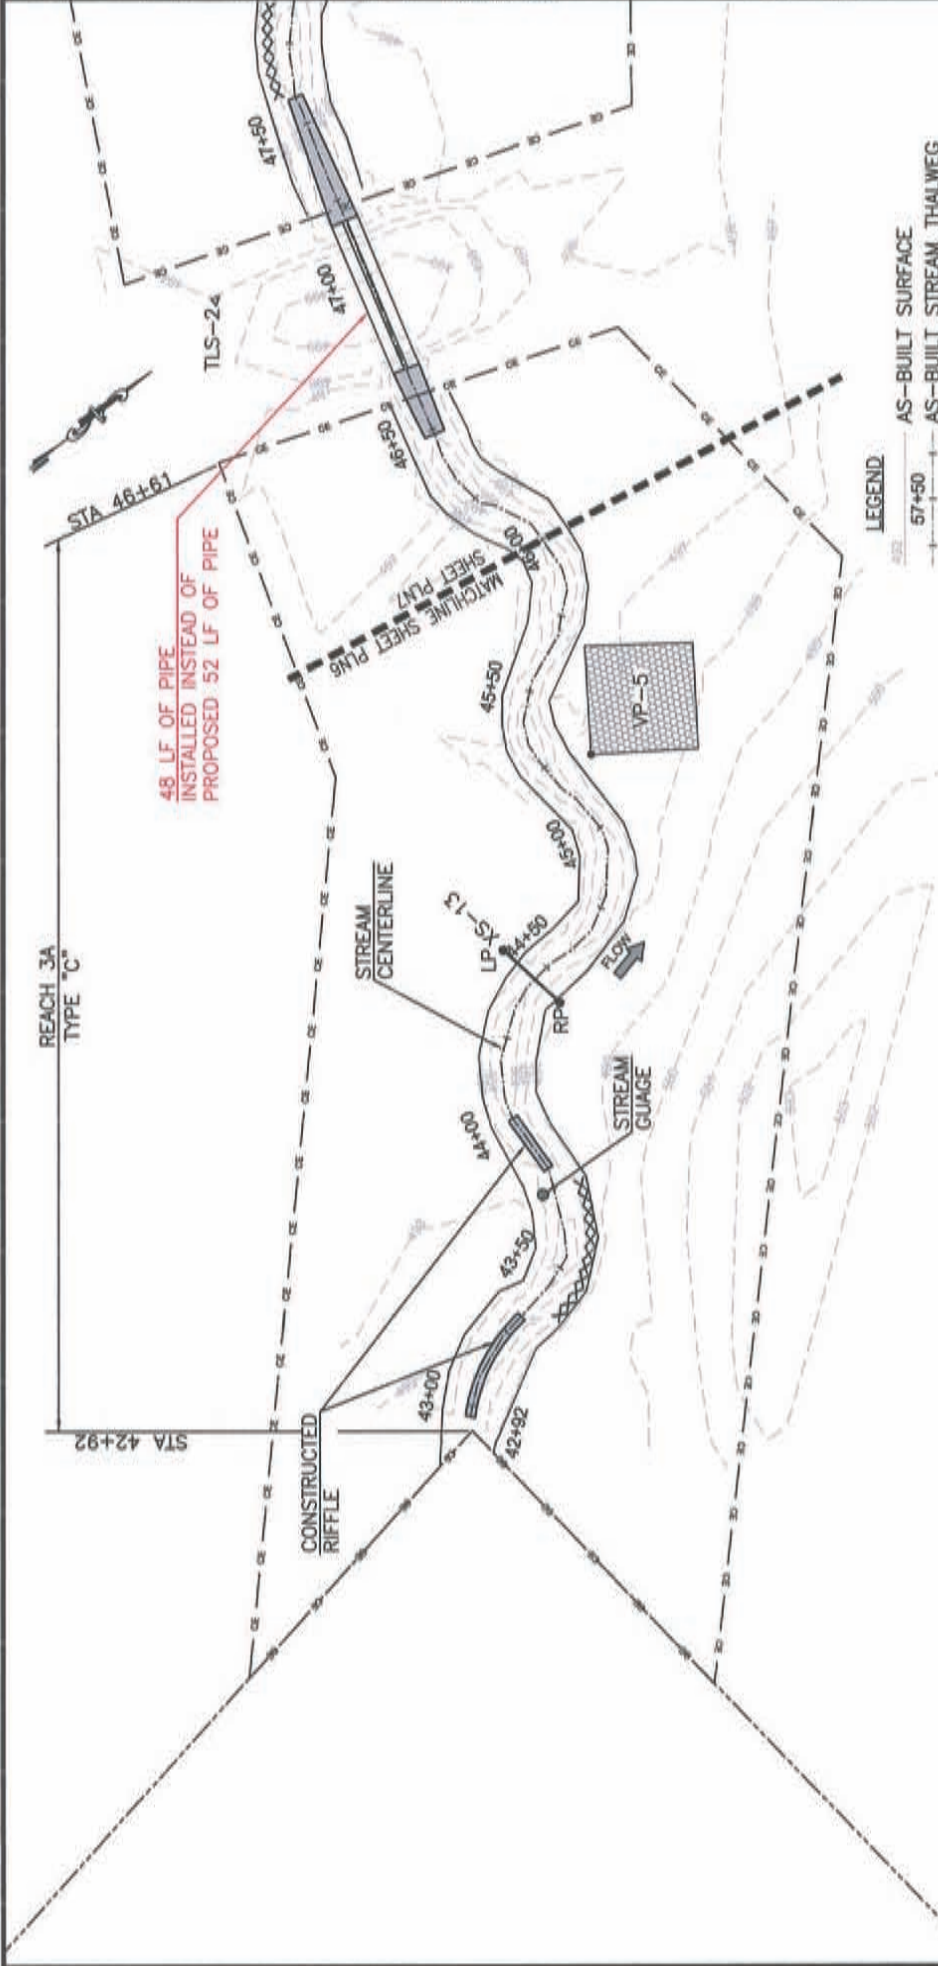 REACH 3A
TYPE "C"
STA 42+92
STA 46+61
48 LF OF PIPE
INSTALLED INSTEAD OF
PROPOSED 52 LF OF PIPE
TLS-2
CONSTRUCTED
RIFFLE
STREAM
CENTERLINE
STREAM
GUAGE
MATCHLINE SHEET PLN6
SHEET PLN7
42+92
43+00
43+50
44+00
44+50
45+00
45+50
46+00
46+50
47+00
47+50
LP
XS-13
RP
FLOW
VP-5
LEGEND
492
AS-BUILT SURFACE
57+50
AS-BUILT STREAM THALWEG